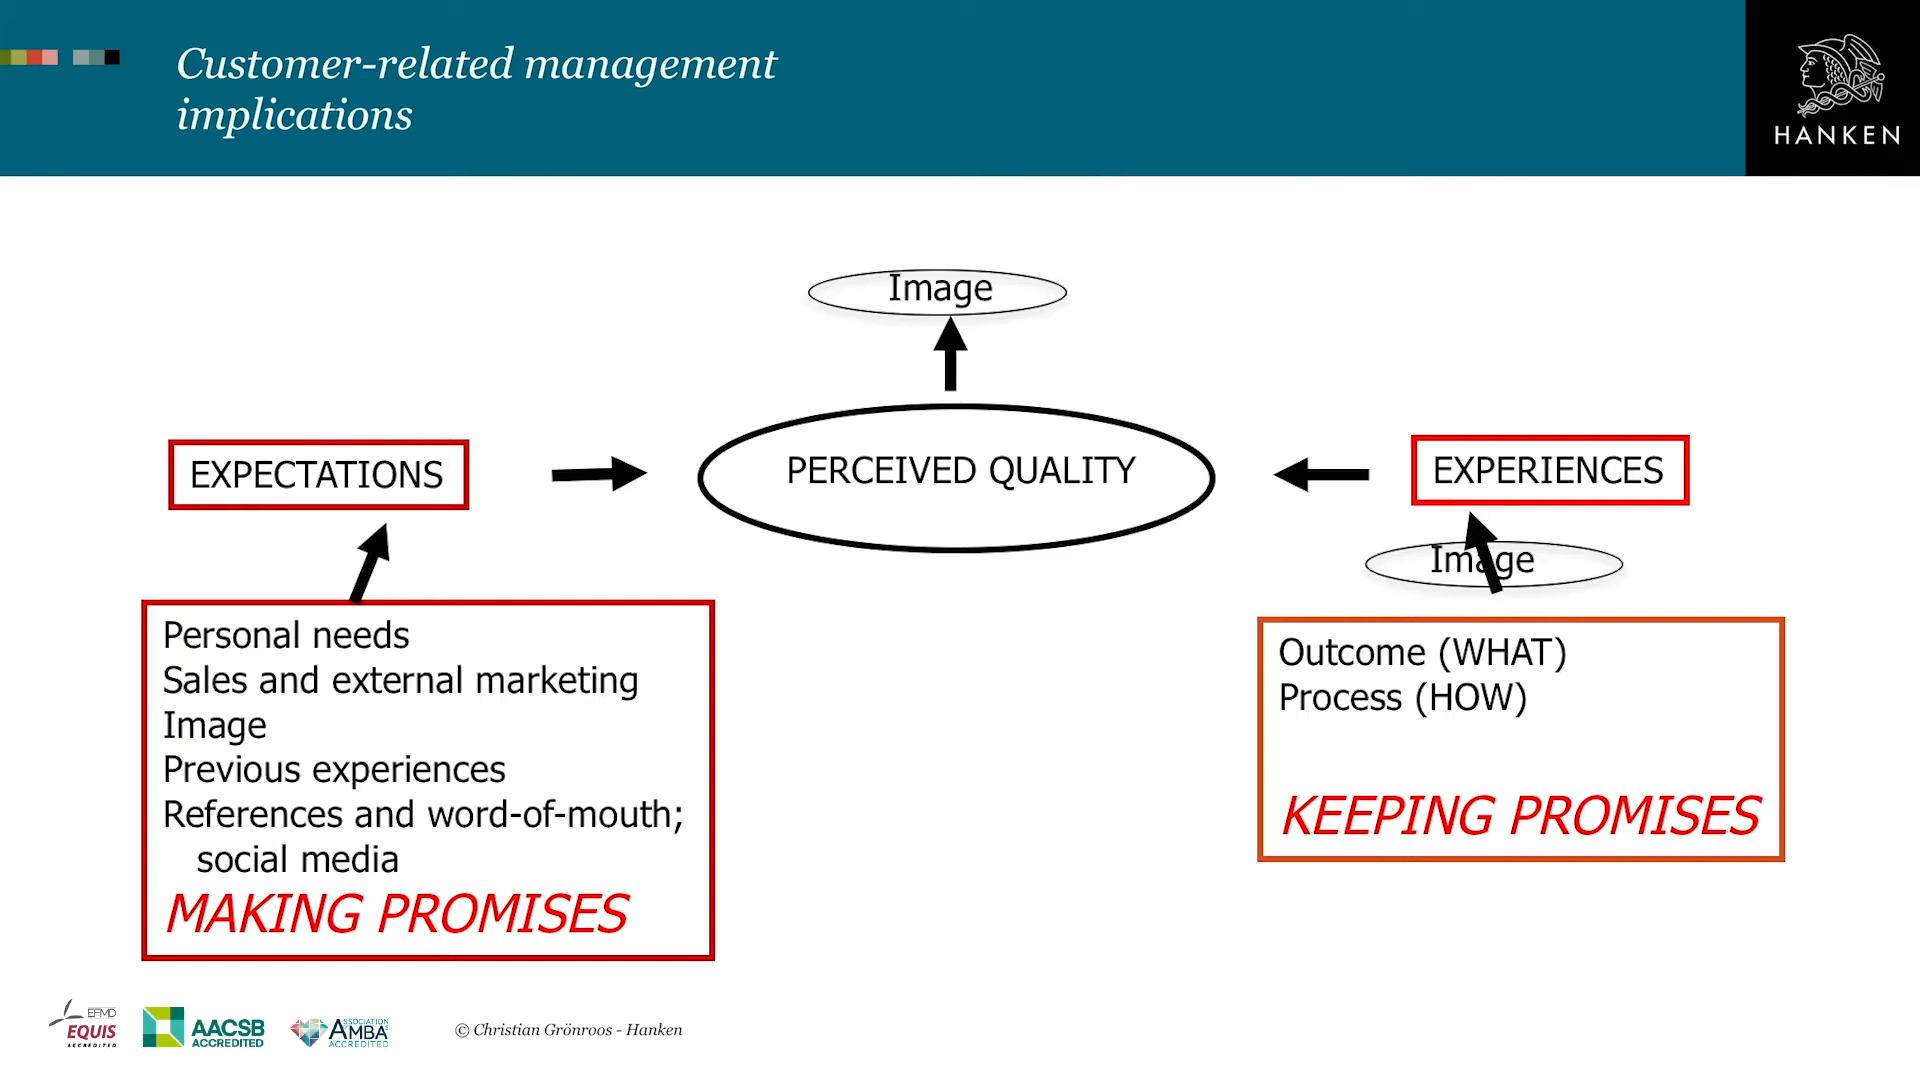 Customer-related management
implications
HANKEN
Image
EXPECTATIONS
PERCEIVED QUALITY
EXPERIENCES
Image
Personal needs
Sales and external marketing
Image
Previous experiences
References and word-of-mouth;
social media
MAKING PROMISES
Outcome (WHAT)
Process (HOW)
KEEPING PROMISES
EFMD
EQUIS
ACCREDITED
AACSB
ACCREDITED
ASSOCIATION
AMBA
ACCREDITED
© Christian Grönroos - Hanken